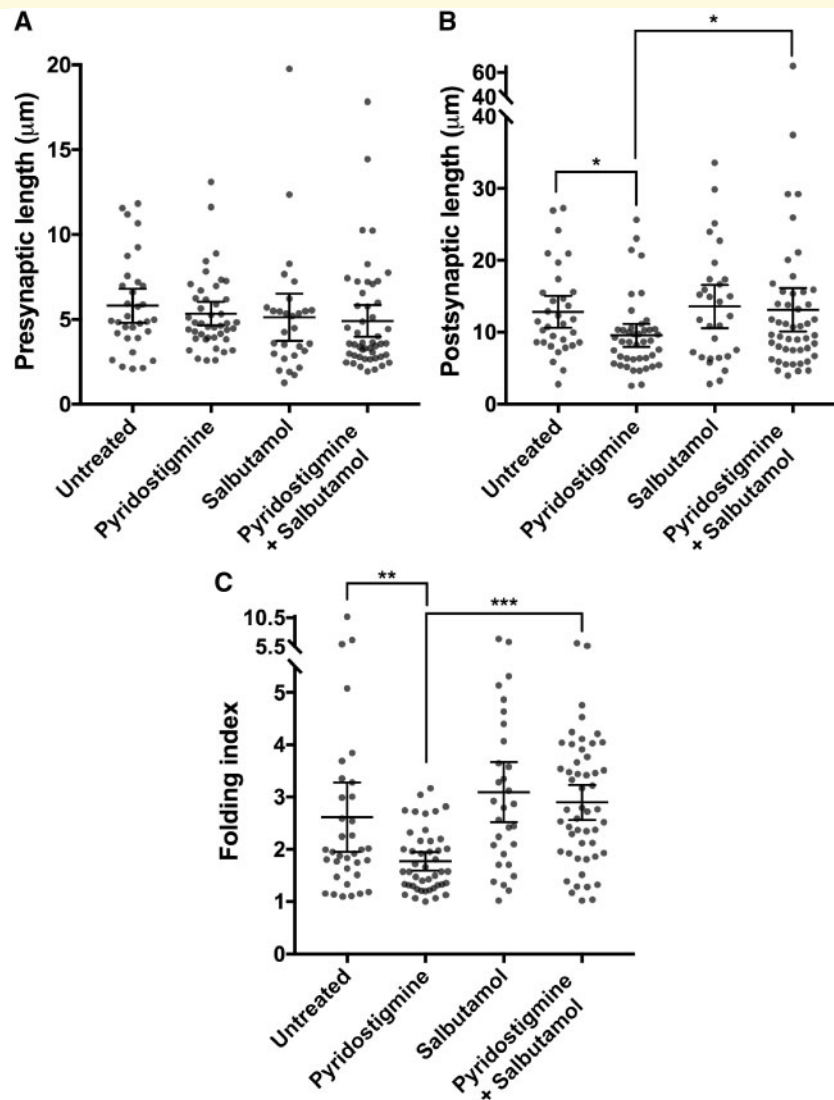 A
Presynaptic length (μm)
20
15
10
5
0
Untreated
Pyridostigmine
Salbutamol
Pyridostigmine
+ Salbutamol
B
Postsynaptic length (μm)
60
40
40
30
20
10
0
*
*
Untreated
Pyridostigmine
Salbutamol
Pyridostigmine
+ Salbutamol
C
Folding index
10.5
5.5
5
4
3
2
1
0
**
***
Untreated
Pyridostigmine
Salbutamol
Pyridostigmine
+ Salbutamol